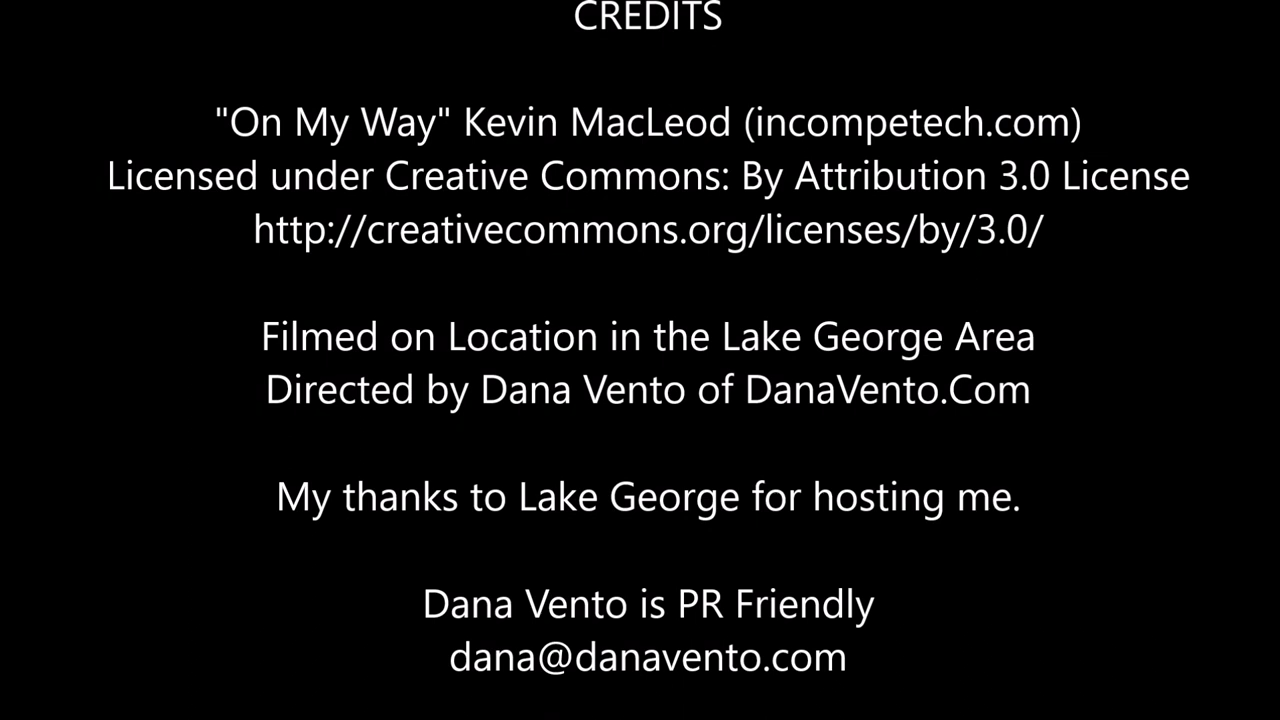 CREDITS
"On My Way" Kevin MacLeod (incompetech.com)
Licensed under Creative Commons: By Attribution 3.0 License
http://creativecommons.org/licenses/by/3.0/
Filmed on Location in the Lake George Area
Directed by Dana Vento of DanaVento.Com
My thanks to Lake George for hosting me.
Dana Vento is PR Friendly
dana@danavento.com